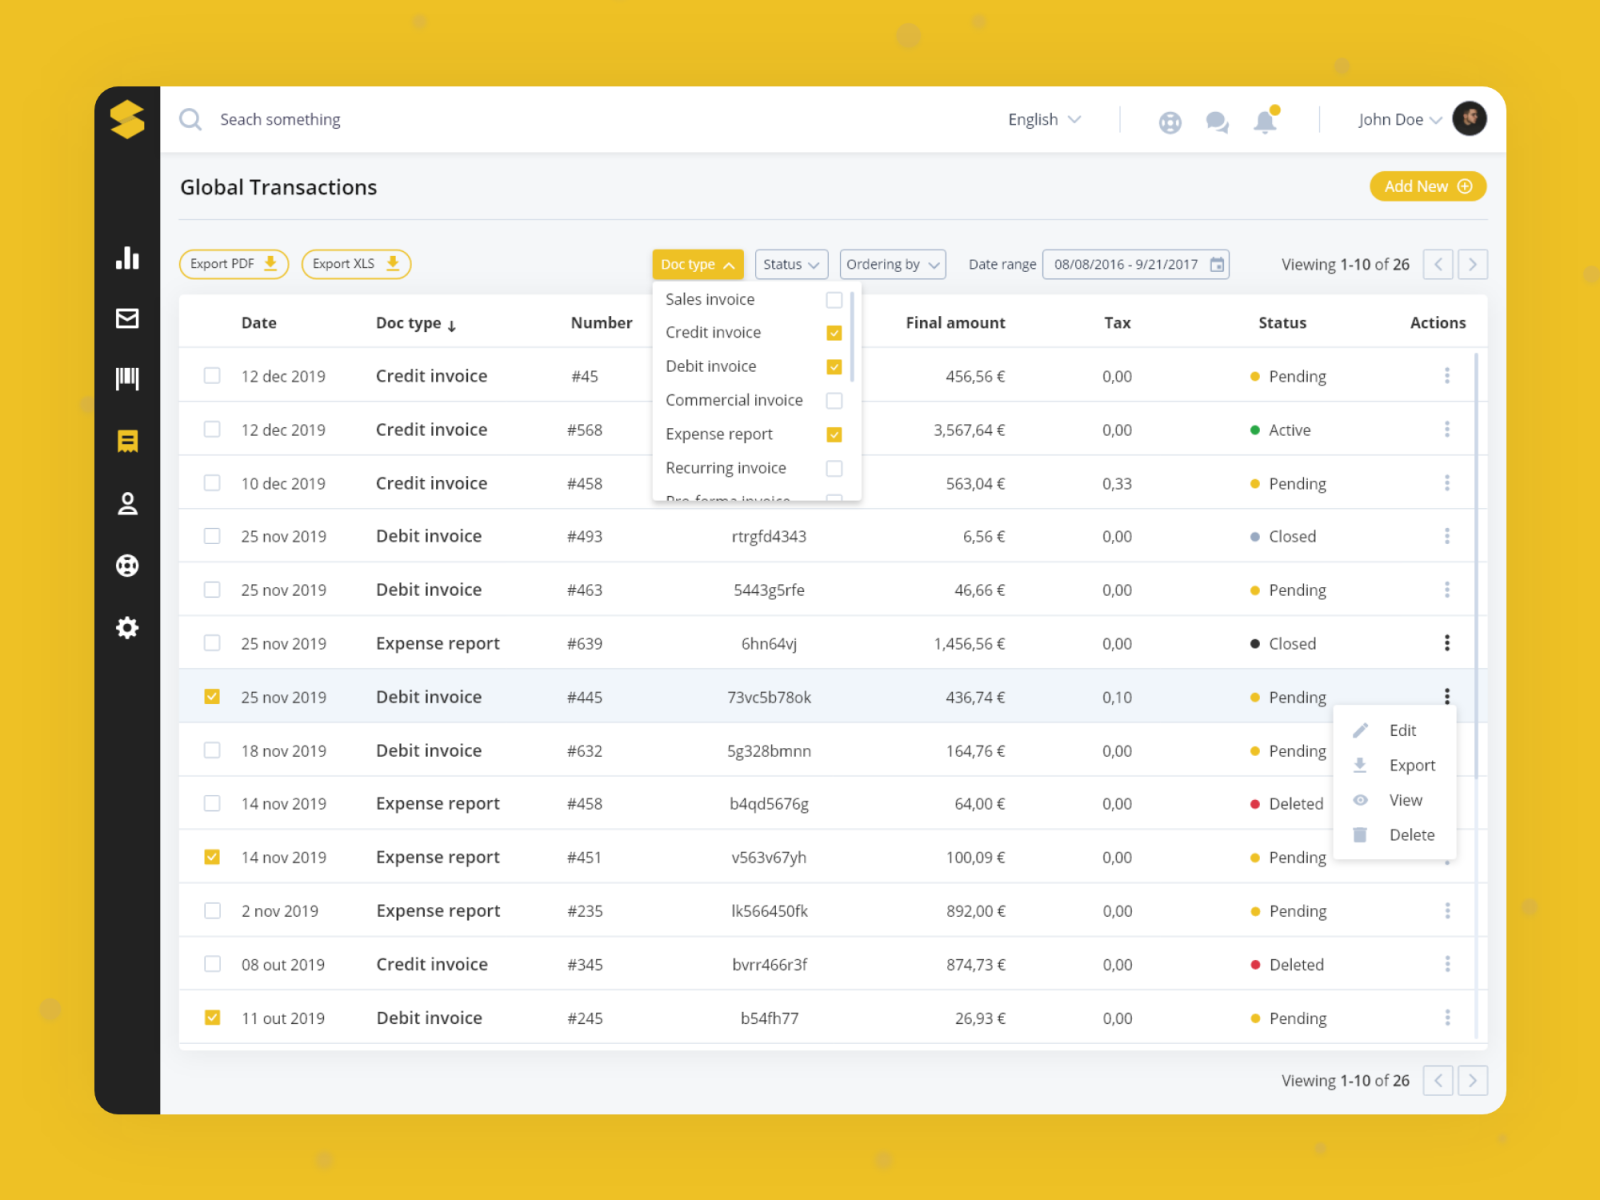 Seach something
English
John Doe
Global Transactions
Add New
Export PDF
Export XLS
Doc type
Status
Ordering by
Date range
08/08/2016 - 9/21/2017
Viewing 1-10 of 26
Sales invoice
Credit invoice
Debit invoice
Commercial invoice
Expense report
Recurring invoice
Pro-forma invoice
Date Doc type ↓ Number Final amount Tax Status Actions
12 dec 2019 Credit invoice #45 456,56 € 0,00 Pending
12 dec 2019 Credit invoice #568 3,567,64 € 0,00 Active
10 dec 2019 Credit invoice #458 563,04 € 0,33 Pending
25 nov 2019 Debit invoice #493 rtrgfd4343 6,56 € 0,00 Closed
25 nov 2019 Debit invoice #463 5443g5rfe 46,66 € 0,00 Pending
25 nov 2019 Expense report #639 6hn64vj 1,456,56 € 0,00 Closed
25 nov 2019 Debit invoice #445 73vc5b78ok 436,74 € 0,10 Pending
18 nov 2019 Debit invoice #632 5g328bmnn 164,76 € 0,00 Pending
14 nov 2019 Expense report #458 b4qd5676g 64,00 € 0,00 Deleted
14 nov 2019 Expense report #451 v563v67yh 100,09 € 0,00 Pending
2 nov 2019 Expense report #235 lk566450fk 892,00 € 0,00 Pending
08 out 2019 Credit invoice #345 bvrr466r3f 874,73 € 0,00 Deleted
11 out 2019 Debit invoice #245 b54fh77 26,93 € 0,00 Pending
Edit
Export
View
Delete
Viewing 1-10 of 26